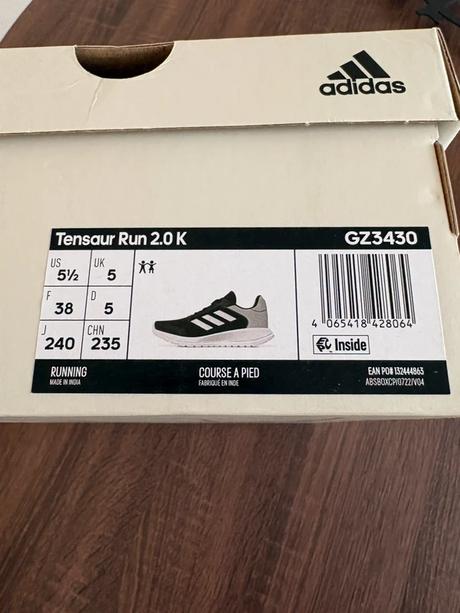 adidas
Tensaur Run 2.0 K GZ3430
US UK
5½ 5
F D
38 5
J CHN
240 235
4 065418 428064
Inside
RUNNING COURSE A PIED EAN PO# 132444863
MADE IN INDIA FABRIQUÉ EN INDE ABSBOXCP/0722/V04